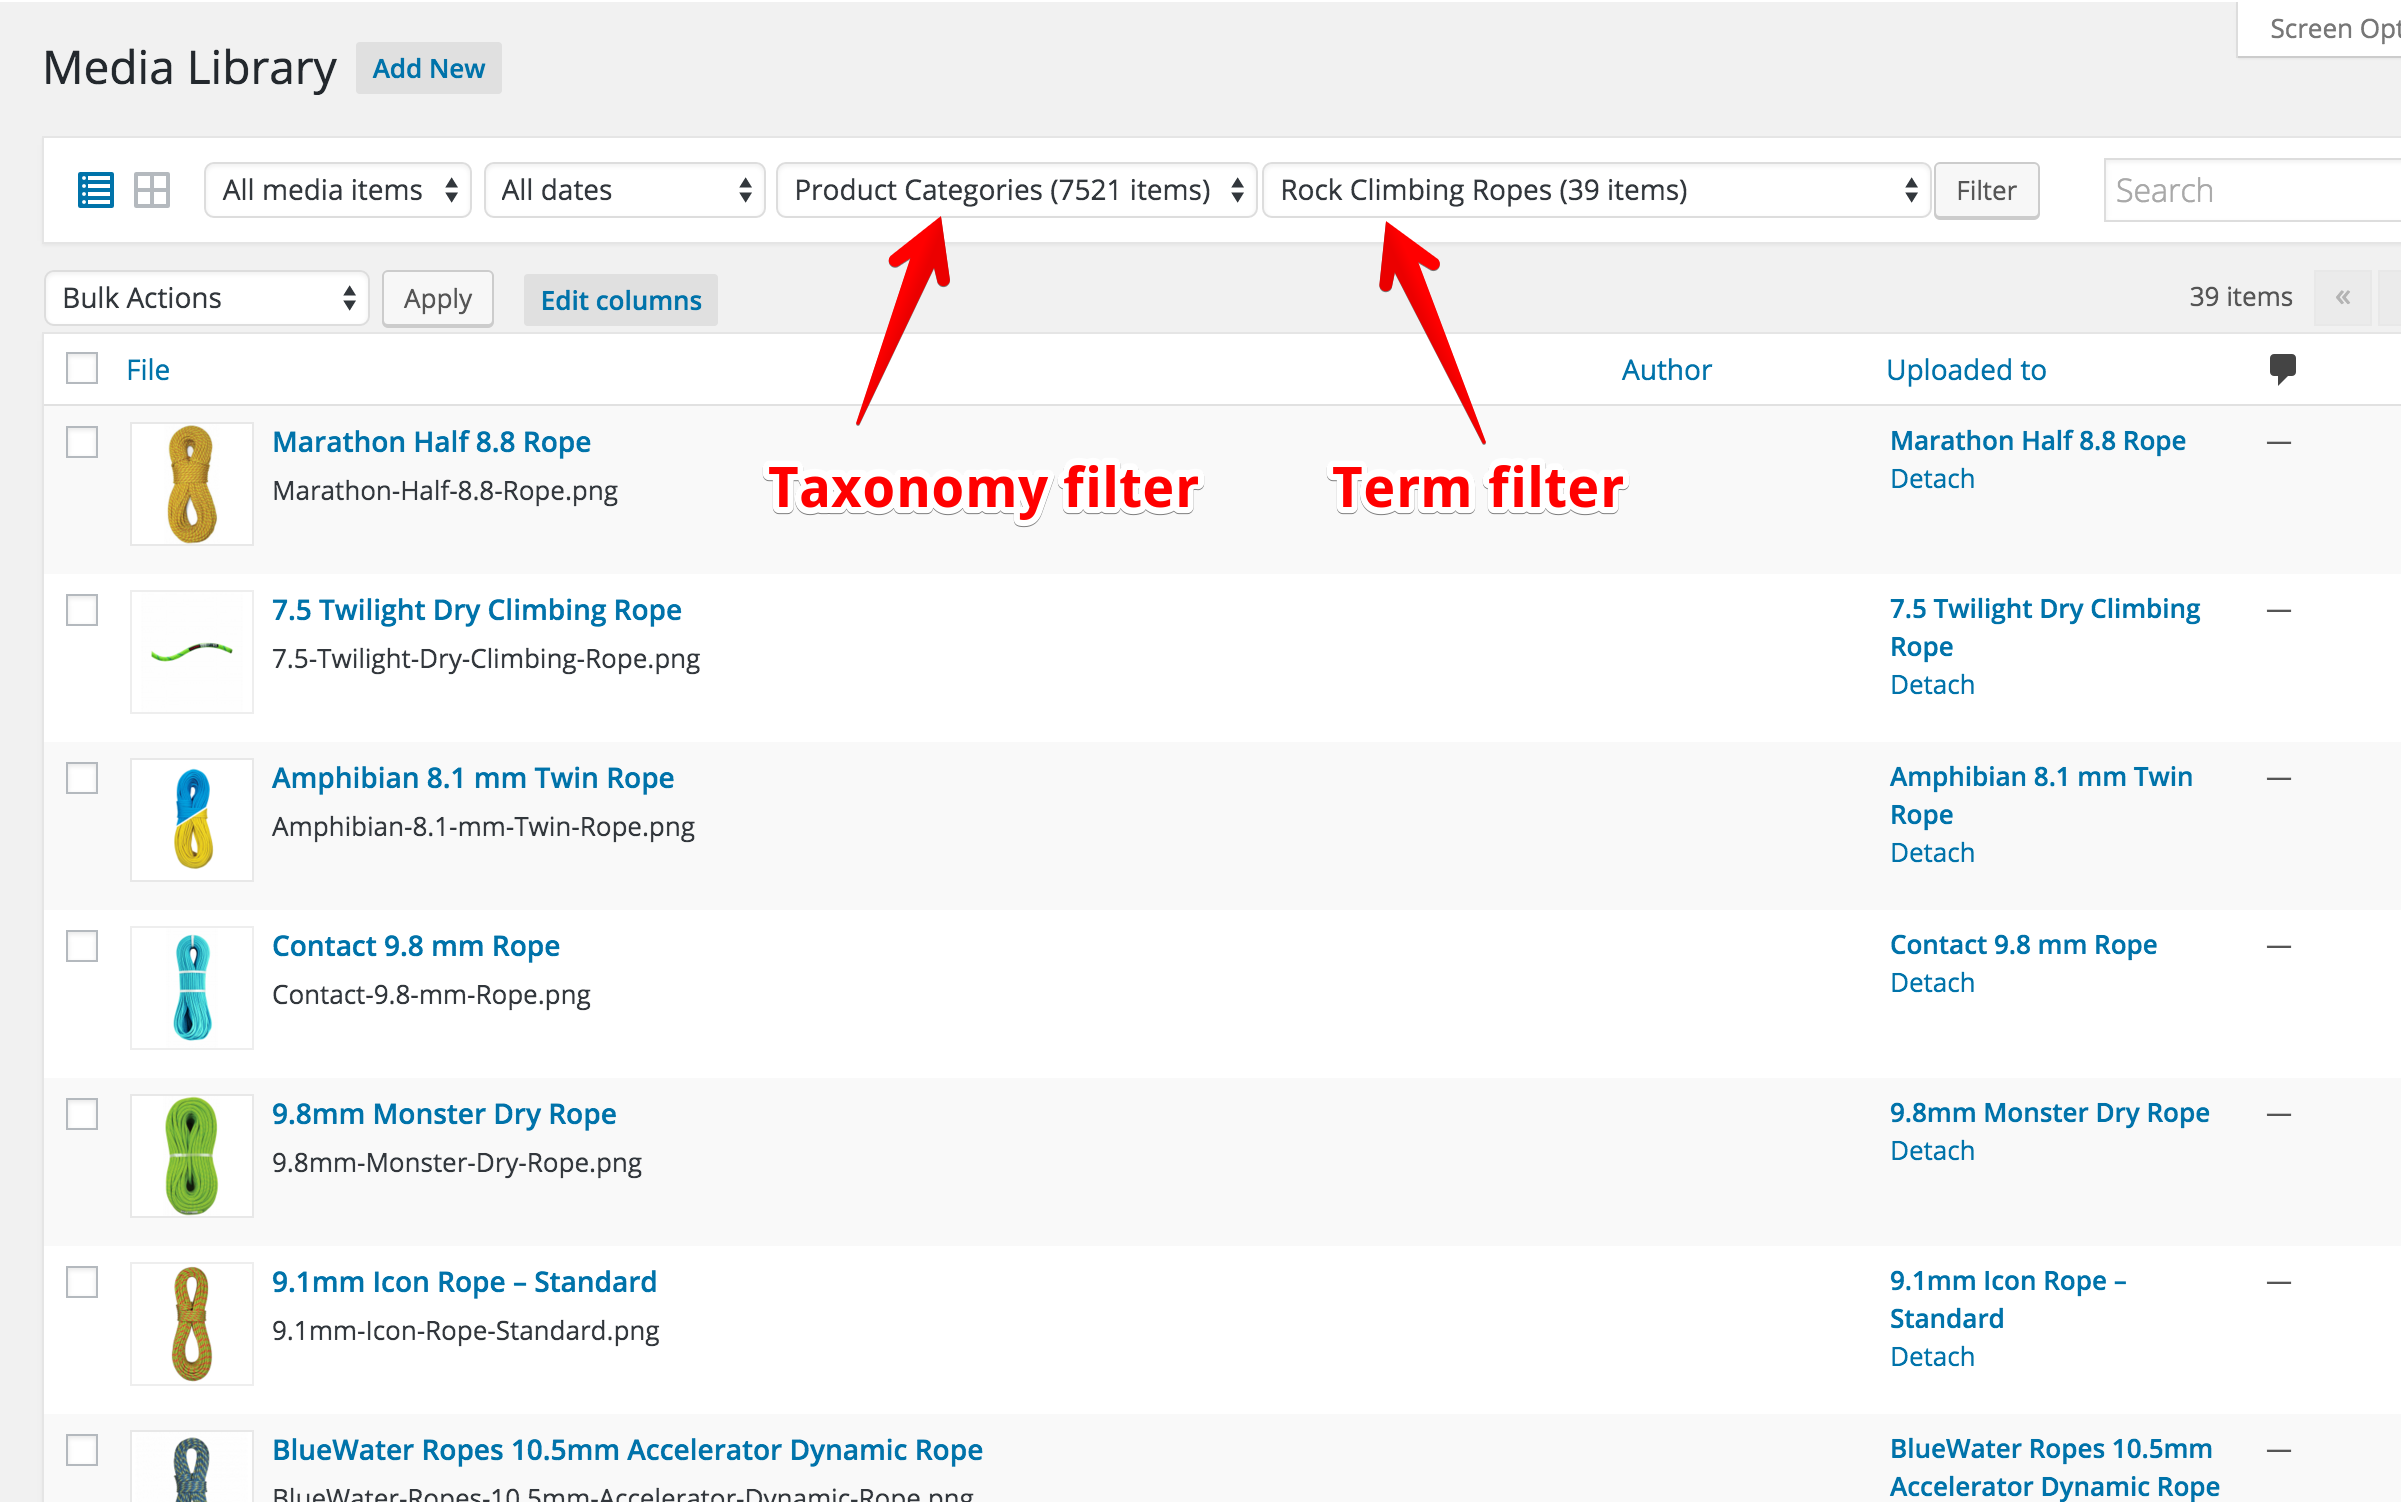 Screen Opt
Media Library
Add New
All media items
All dates
Product Categories (7521 items)
Rock Climbing Ropes (39 items)
Filter
Search
Bulk Actions
Apply
Edit columns
39 items
«
File
Author
Uploaded to
Marathon Half 8.8 Rope
Marathon-Half-8.8-Rope.png
Taxonomy filter
Term filter
Marathon Half 8.8 Rope
Detach
—
7.5 Twilight Dry Climbing Rope
7.5-Twilight-Dry-Climbing-Rope.png
7.5 Twilight Dry Climbing
Rope
Detach
—
Amphibian 8.1 mm Twin Rope
Amphibian-8.1-mm-Twin-Rope.png
Amphibian 8.1 mm Twin
Rope
Detach
—
Contact 9.8 mm Rope
Contact-9.8-mm-Rope.png
Contact 9.8 mm Rope
Detach
—
9.8mm Monster Dry Rope
9.8mm-Monster-Dry-Rope.png
9.8mm Monster Dry Rope
Detach
—
9.1mm Icon Rope – Standard
9.1mm-Icon-Rope-Standard.png
9.1mm Icon Rope –
Standard
Detach
—
BlueWater Ropes 10.5mm Accelerator Dynamic Rope
BlueWater-Ropes-10.5mm-Accelerator-Dynamic-Rope.png
BlueWater Ropes 10.5mm
Accelerator Dynamic Rope
—